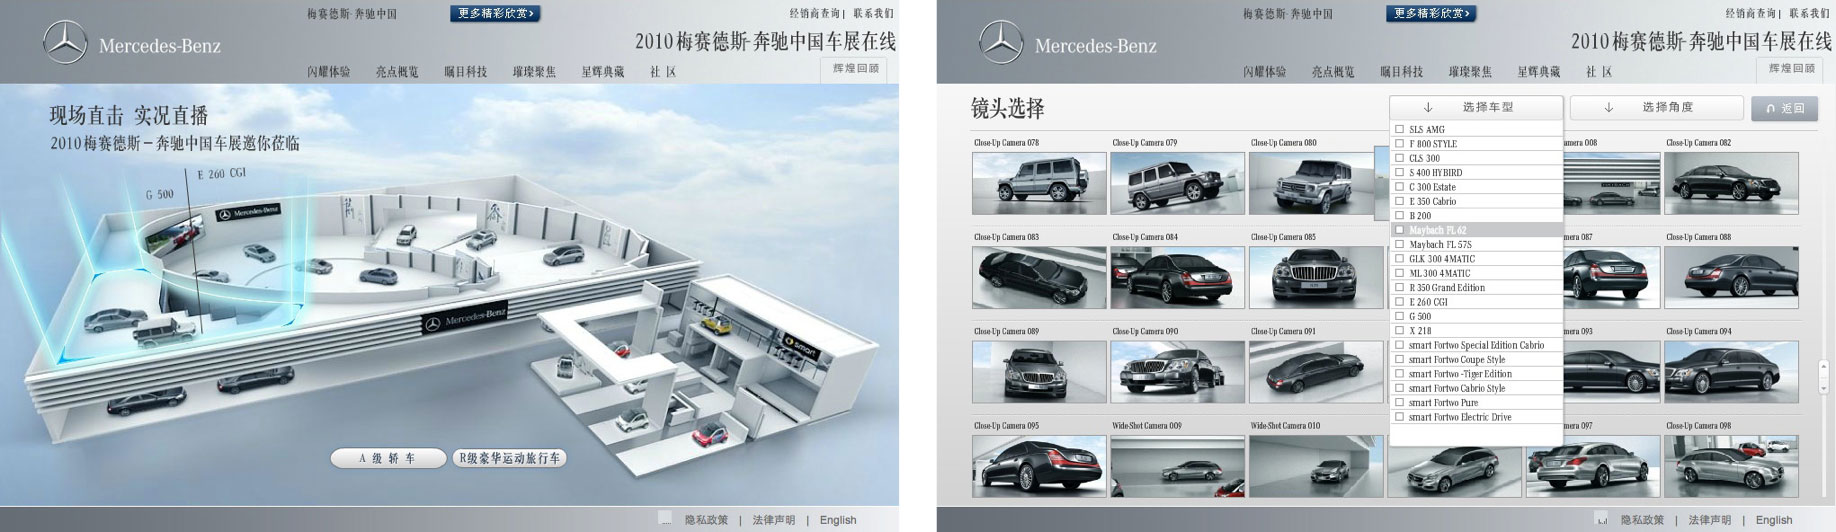 梅赛德斯-奔驰中国
更多精彩欣赏›
经销商查询 | 联系我们
Mercedes-Benz
2010梅赛德斯-奔驰中国车展在线
闪耀体验 亮点概览 瞩目科技 璀璨聚焦 星辉典藏 社 区
辉煌回顾
现场直击 实况直播
2010梅赛德斯－奔驰中国车展邀你莅临
E 260 CGI
G 500
Mercedes-Benz
Mercedes-Benz
smart
A 级 轿 车
R级豪华运动旅行车
隐私政策 | 法律声明 | English
梅赛德斯-奔驰中国
更多精彩欣赏›
经销商查询 | 联系我们
Mercedes-Benz
2010梅赛德斯-奔驰中国车展在线
闪耀体验 亮点概览 瞩目科技 璀璨聚焦 星辉典藏 社 区
辉煌回顾
镜头选择
↓ 选择车型
↓ 选择角度
返回
SLS AMG
F 800 STYLE
CLS 300
S 400 HYBIRD
C 300 Estate
E 350 Cabrio
B 200
Maybach FL 62
Maybach FL 57S
GLK 300 4MATIC
ML 300 4MATIC
R 350 Grand Edition
E 260 CGI
G 500
X 218
smart Fortwo Special Edition Cabrio
smart Fortwo Coupe Style
smart Fortwo -Tiger Edition
smart Fortwo Cabrio Style
smart Fortwo Pure
smart Fortwo Electric Drive
Close-Up Camera 078
Close-Up Camera 079
Close-Up Camera 080
amera 008
Close-Up Camera 082
Close-Up Camera 083
Close-Up Camera 084
Close-Up Camera 085
mera 087
Close-Up Camera 088
Close-Up Camera 089
Close-Up Camera 090
Close-Up Camera 091
mera 093
Close-Up Camera 094
Close-Up Camera 095
Wide-Shot Camera 009
Wide-Shot Camera 010
mera 097
Close-Up Camera 098
隐私政策 | 法律声明 | English